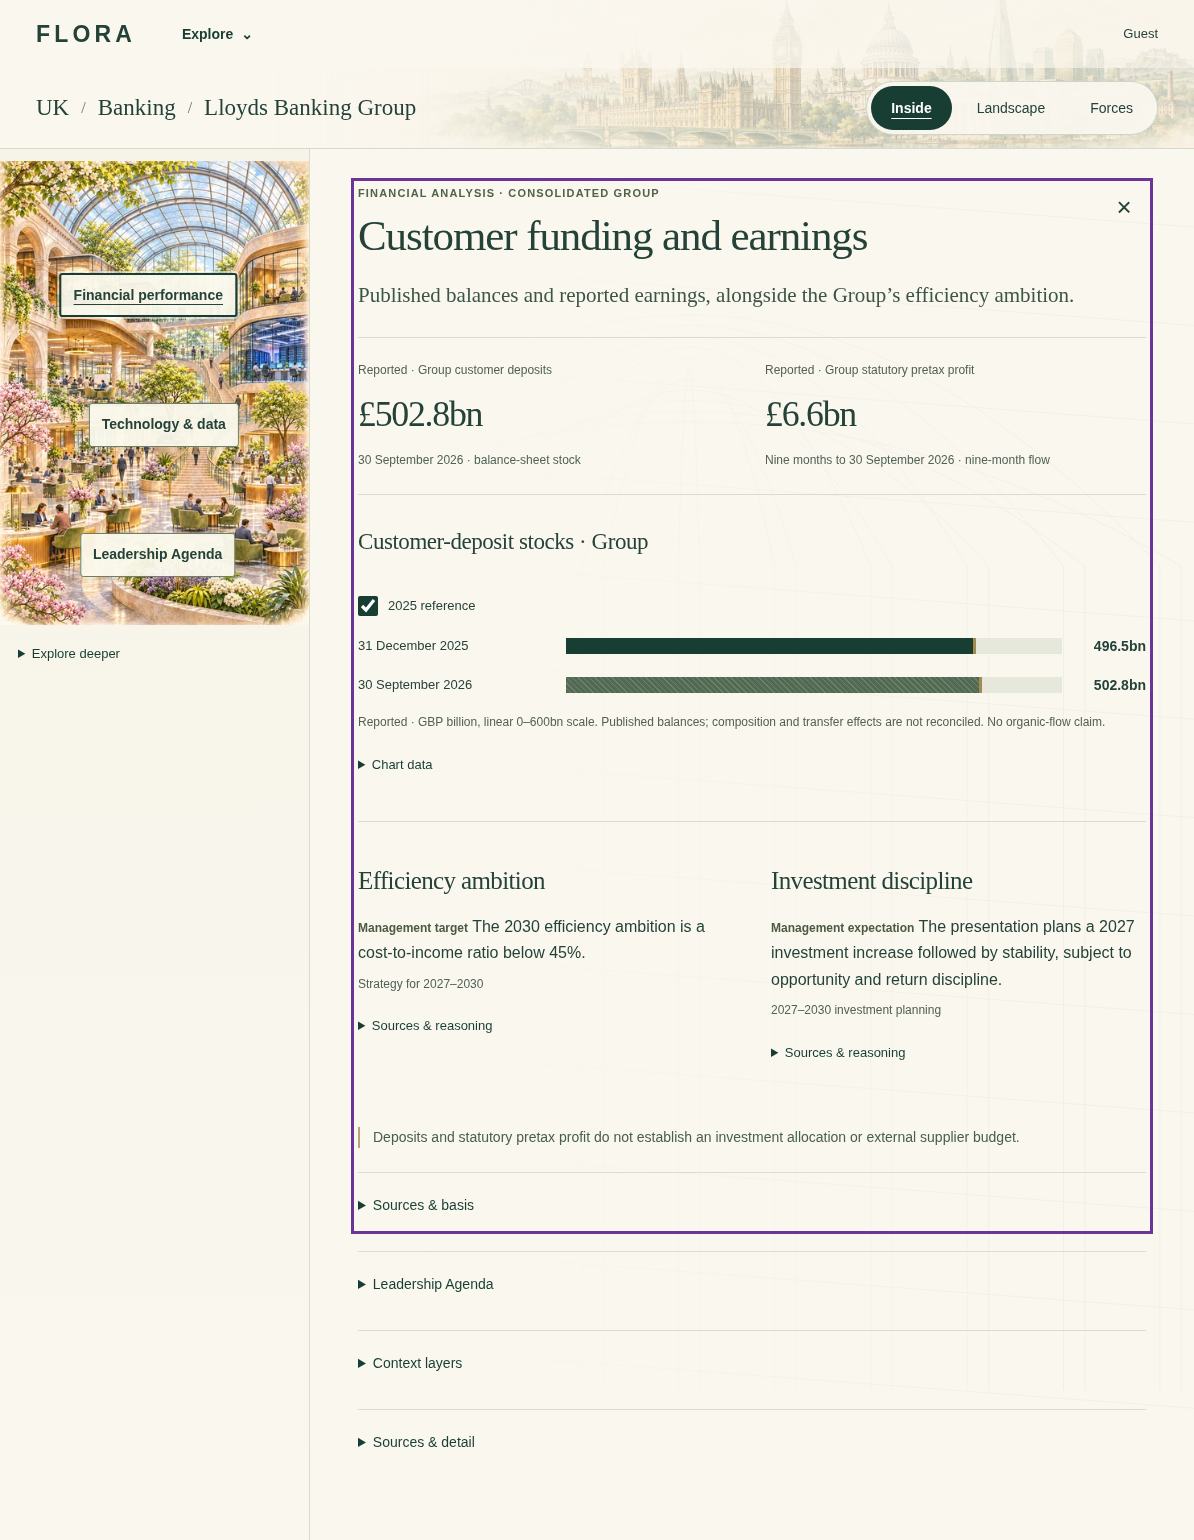 FLORA
Explore
Guest
UK / Banking / Lloyds Banking Group
Inside
Landscape
Forces
Financial performance
Technology & data
Leadership Agenda
Explore deeper
FINANCIAL ANALYSIS · CONSOLIDATED GROUP
Customer funding and earnings
Published balances and reported earnings, alongside the Group’s efficiency ambition.
Reported · Group customer deposits
£502.8bn
30 September 2026 · balance-sheet stock
Reported · Group statutory pretax profit
£6.6bn
Nine months to 30 September 2026 · nine-month flow
Customer-deposit stocks · Group
2025 reference
31 December 2025 496.5bn
30 September 2026 502.8bn
Reported · GBP billion, linear 0–600bn scale. Published balances; composition and transfer effects are not reconciled. No organic-flow claim.
Chart data
Efficiency ambition
Management target The 2030 efficiency ambition is a
cost-to-income ratio below 45%.
Strategy for 2027–2030
Sources & reasoning
Investment discipline
Management expectation The presentation plans a 2027
investment increase followed by stability, subject to
opportunity and return discipline.
2027–2030 investment planning
Sources & reasoning
Deposits and statutory pretax profit do not establish an investment allocation or external supplier budget.
Sources & basis
Leadership Agenda
Context layers
Sources & detail